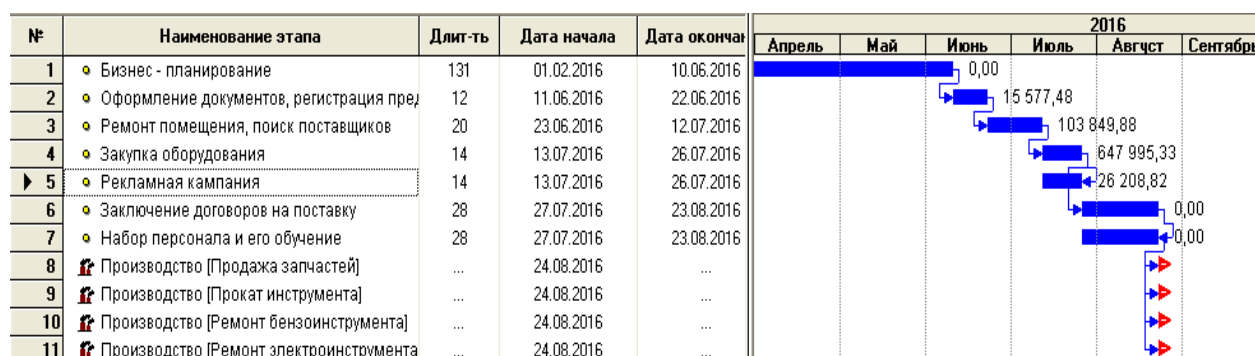 № Наименование этапа Длит-ть Дата начала Дата окончан 2016
Апрель Май Июнь Июль Август Сентябрь
1 Бизнес - планирование 131 01.02.2016 10.06.2016 0,00
2 Оформление документов, регистрация пред 12 11.06.2016 22.06.2016 15 577,48
3 Ремонт помещения, поиск поставщиков 20 23.06.2016 12.07.2016 103 849,88
4 Закупка оборудования 14 13.07.2016 26.07.2016 647 995,33
5 Рекламная кампания 14 13.07.2016 26.07.2016 26 208,82
6 Заключение договоров на поставку 28 27.07.2016 23.08.2016 0,00
7 Набор персонала и его обучение 28 27.07.2016 23.08.2016 0,00
8 Производство [Продажа запчастей] ... 24.08.2016 ...
9 Производство [Прокат инструмента] ... 24.08.2016 ...
10 Производство [Ремонт бензоинструмента] ... 24.08.2016 ...
11 Производство [Ремонт электроинструмента ... 24.08.2016 ...